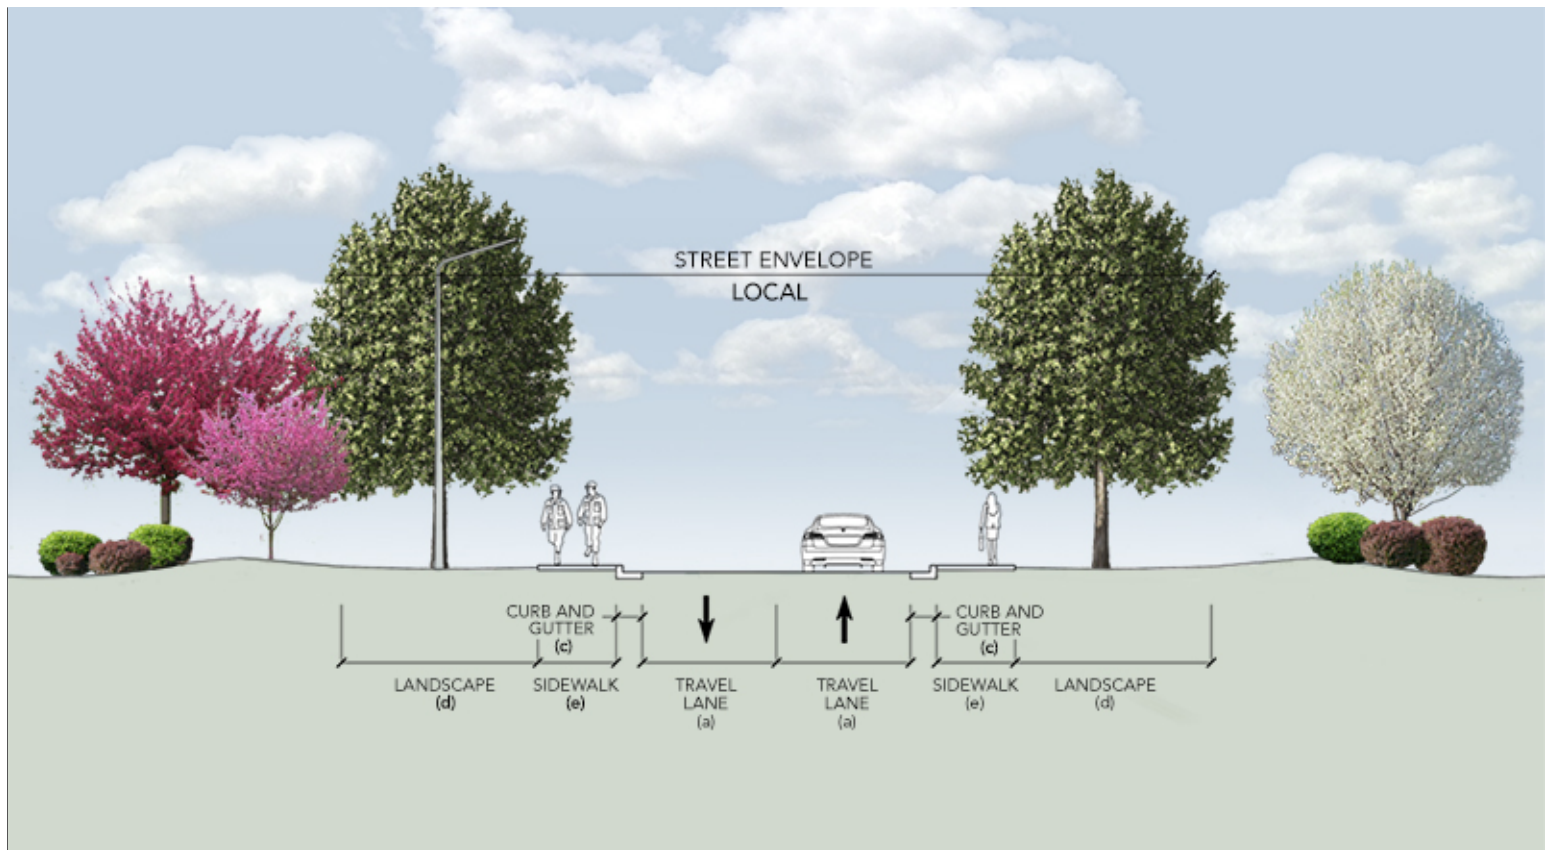 STREET ENVELOPE
LOCAL
CURB AND
GUTTER
(c)
CURB AND
GUTTER
(c)
LANDSCAPE
(d)
SIDEWALK
(e)
TRAVEL
LANE
(a)
TRAVEL
LANE
(a)
SIDEWALK
(e)
LANDSCAPE
(d)